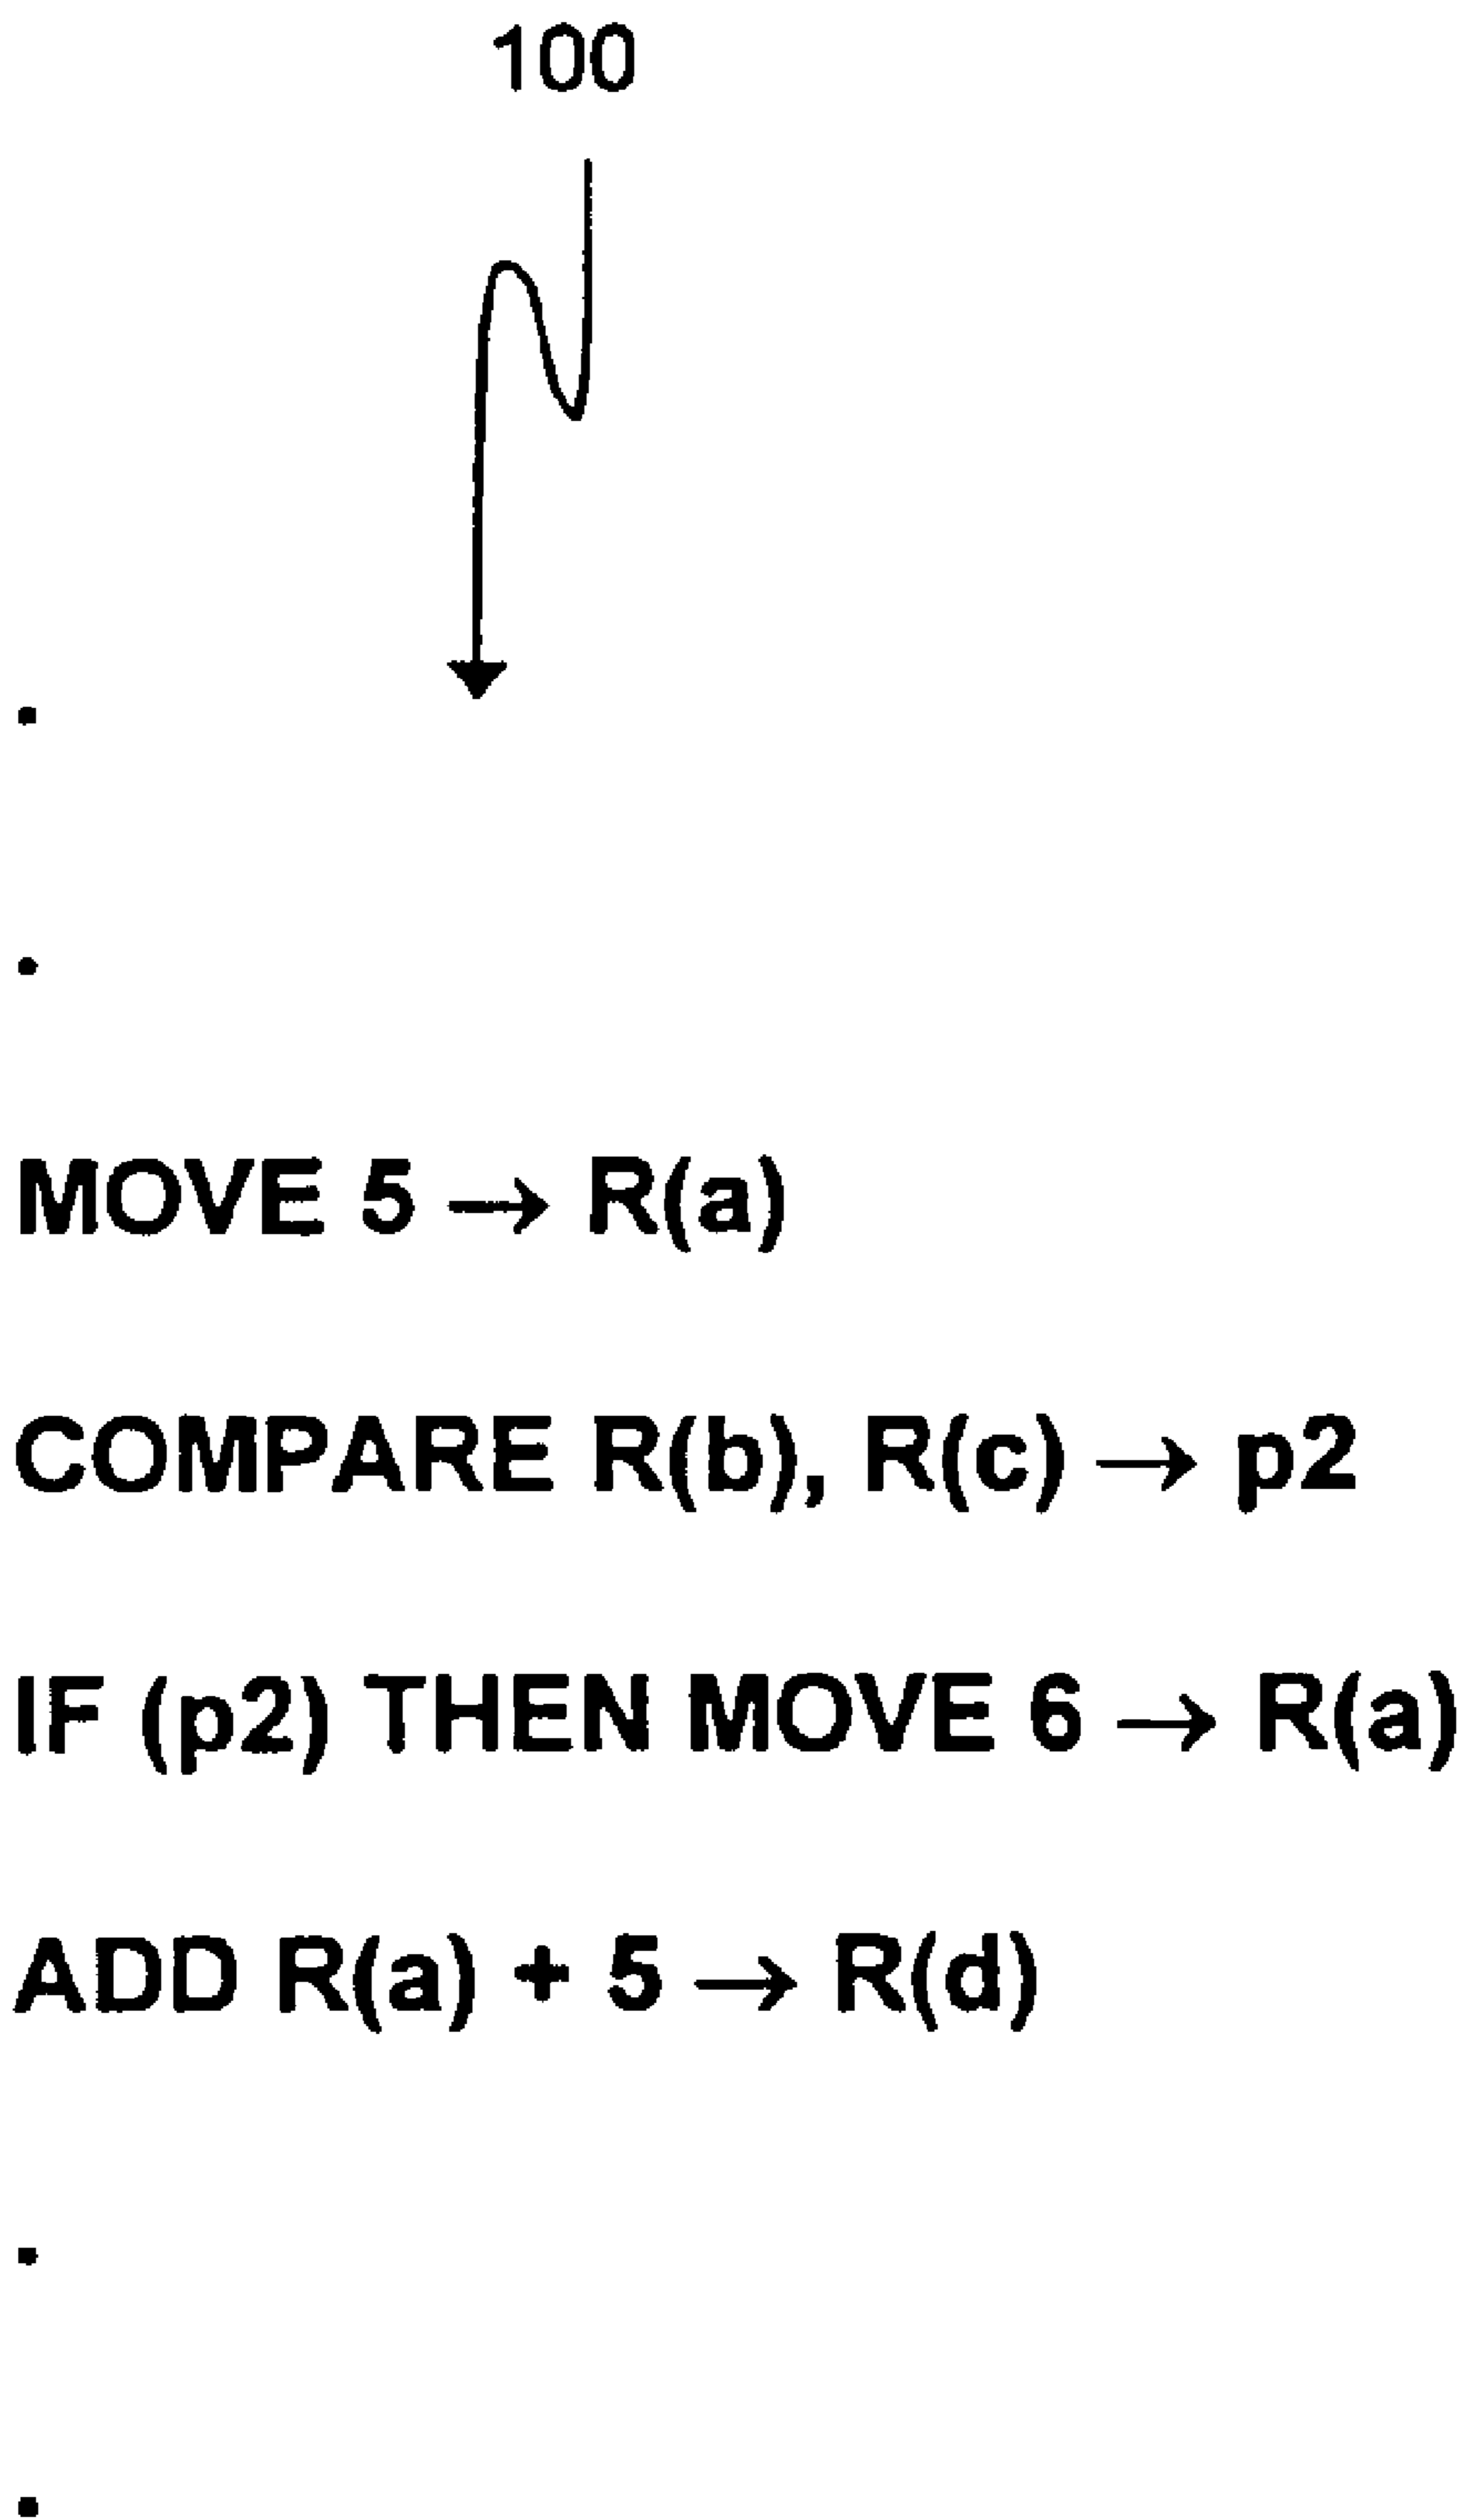 100
.
.
MOVE 5 → R(a)
COMPARE R(b), R(c) → p2
IF (p2) THEN MOVE 6 → R(a)
ADD R(a) + 5 → R(d)
.
.